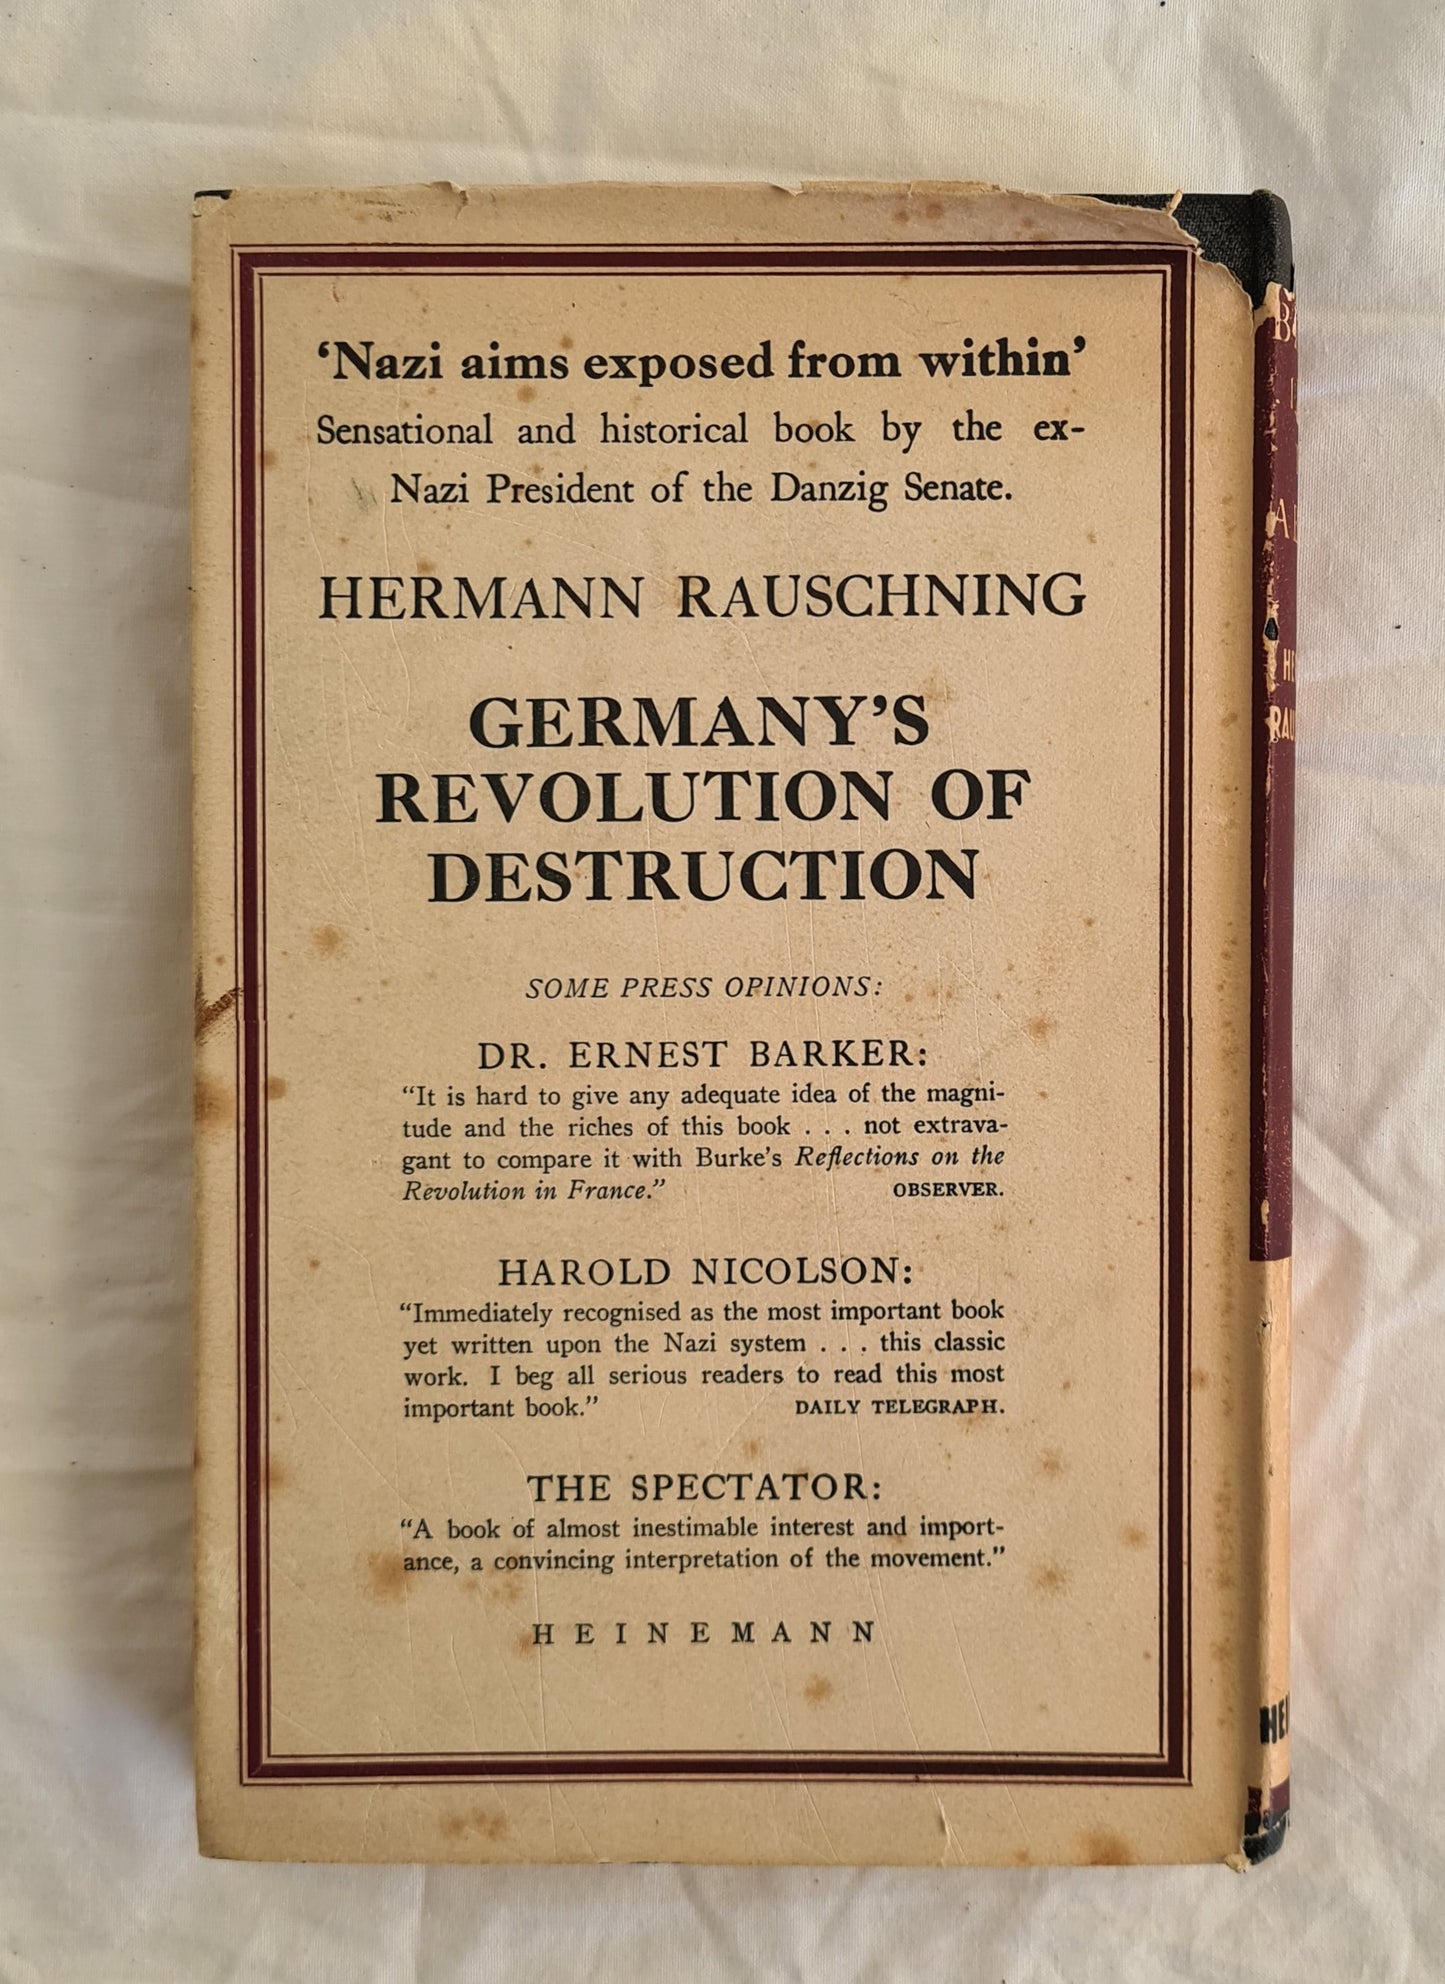 ‘Nazi aims exposed from within’
Sensational and historical book by the ex-
Nazi President of the Danzig Senate.
HERMANN RAUSCHNING
GERMANY’S
REVOLUTION OF
DESTRUCTION
SOME PRESS OPINIONS:
DR. ERNEST BARKER:
“It is hard to give any adequate idea of the magni-
tude and the riches of this book . . . not extrava-
gant to compare it with Burke’s Reflections on the
Revolution in France.” OBSERVER.
HAROLD NICOLSON:
“Immediately recognised as the most important book
yet written upon the Nazi system . . . this classic
work. I beg all serious readers to read this most
important book.” DAILY TELEGRAPH.
THE SPECTATOR:
“A book of almost inestimable interest and import-
ance, a convincing interpretation of the movement.”
HEINEMANN